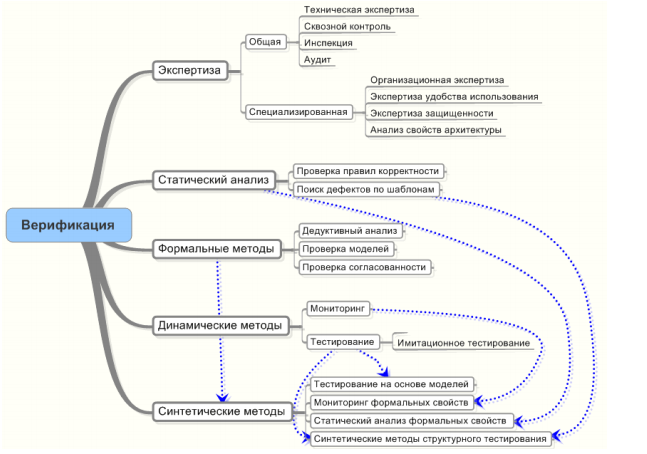 Верификация
Экспертиза
Общая
Техническая экспертиза
Сквозной контроль
Инспекция
Аудит
Специализированная
Организационная экспертиза
Экспертиза удобства использования
Экспертиза защищенности
Анализ свойств архитектуры
Статический анализ
Проверка правил корректности
Поиск дефектов по шаблонам
Формальные методы
Дедуктивный анализ
Проверка моделей
Проверка согласованности
Динамические методы
Мониторинг
Тестирование
Имитационное тестирование
Синтетические методы
Тестирование на основе моделей
Мониторинг формальных свойств
Статический анализ формальных свойств
Синтетические методы структурного тестирования